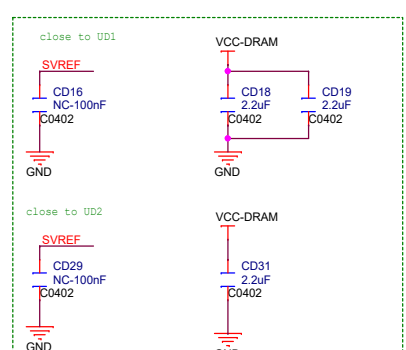 close to UD1
VCC-DRAM
SVREF
CD16
NC-100nF
C0402
CD18
2.2uF
C0402
CD19
2.2uF
C0402
GND
GND
close to UD2
VCC-DRAM
SVREF
CD29
NC-100nF
C0402
CD31
2.2uF
C0402
GND